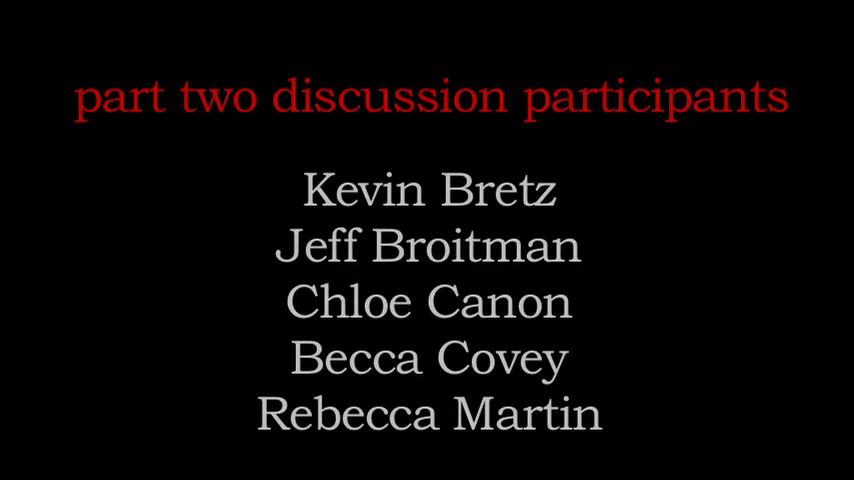 part two discussion participants
Kevin Bretz
Jeff Broitman
Chloe Canon
Becca Covey
Rebecca Martin